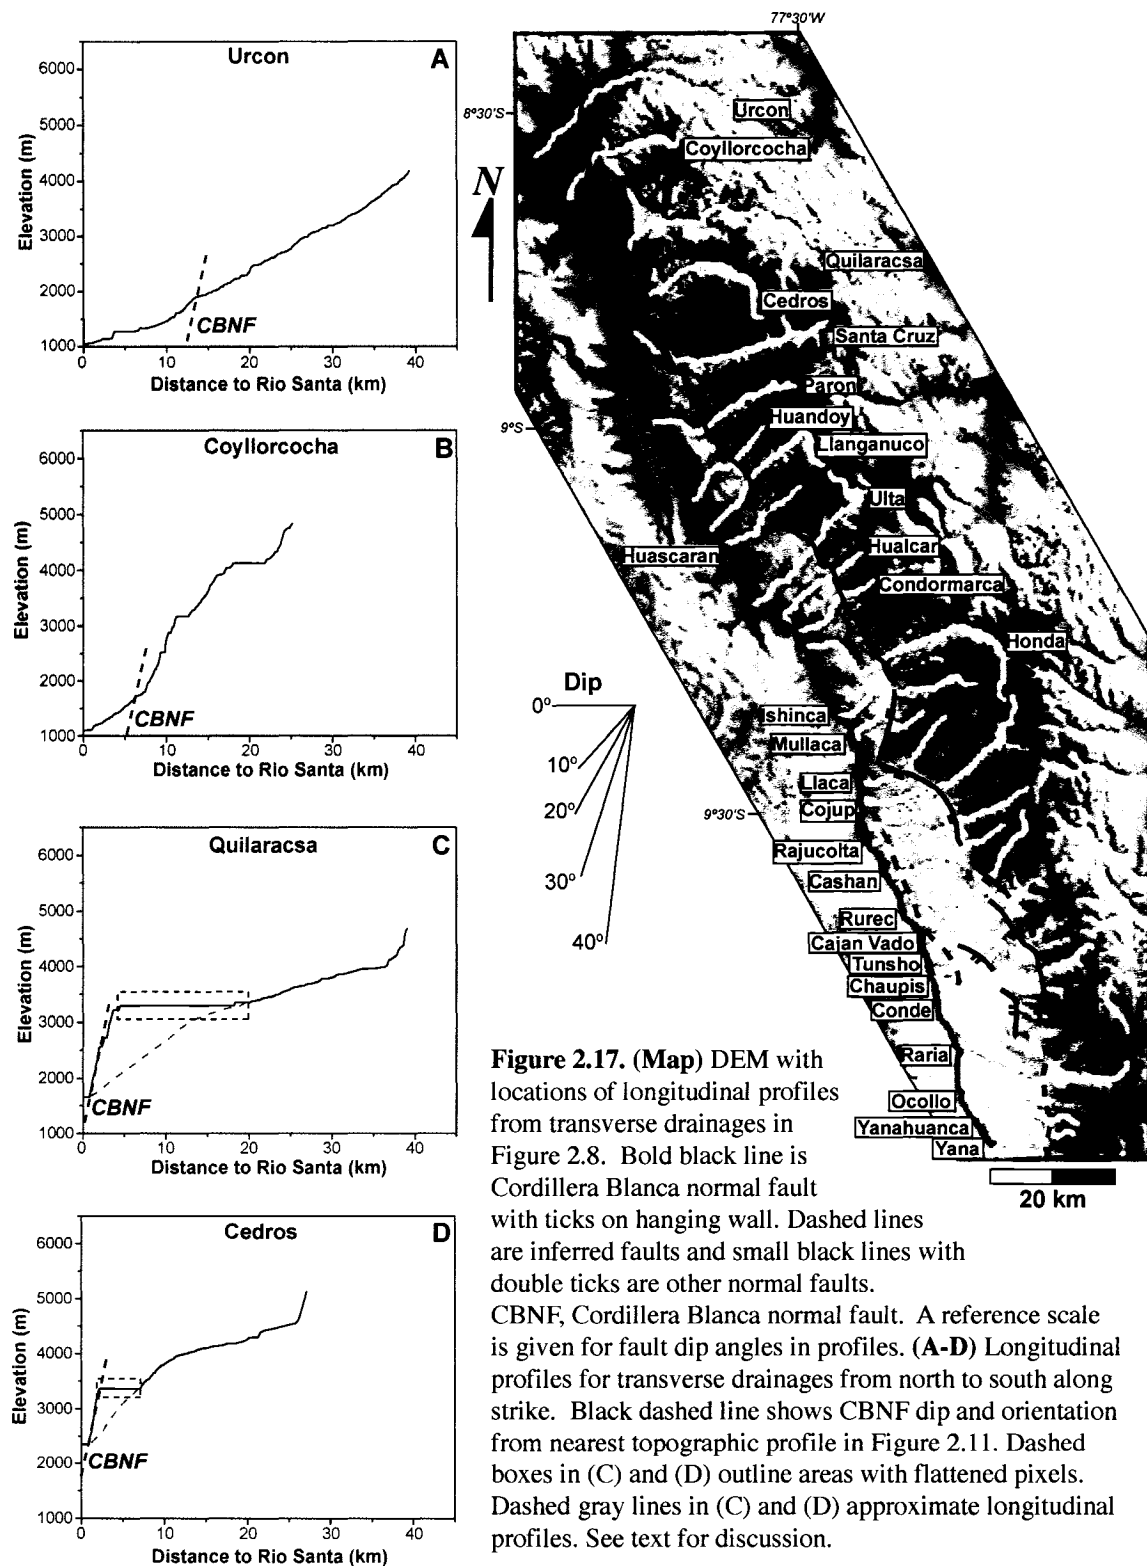 Urcon
A
6000
5000
4000
3000
2000
1000
Elevation (m)
CBNF
0
10
20
30
40
Distance to Rio Santa (km)
Coyllorcocha
B
6000
5000
4000
3000
2000
1000
Elevation (m)
CBNF
0
10
20
30
40
Distance to Rio Santa (km)
Quilaracsa
C
6000
5000
4000
3000
2000
1000
Elevation (m)
CBNF
0
10
20
30
40
Distance to Rio Santa (km)
Cedros
D
6000
5000
4000
3000
2000
1000
Elevation (m)
CBNF
0
10
20
30
40
Distance to Rio Santa (km)
77°30'W
8°30'S
N
9°S
9°30'S
Urcon
Coyllorcocha
Quilaracsa
Cedros
Santa Cruz
Paron
Huandoy
Llanganuco
Ulta
Huascaran
Hualcan
Condormarca
Honda
Ishinca
Mullaca
Llaca
Cojup
Rajucolta
Cashan
Rurec
Cajan Vado
Tunsho
Chaupis
Conde
Raria
Ocollo
Yanahuanca
Yana
Dip
0°
10°
20°
30°
40°
20 km
Figure 2.17. (Map) DEM with
locations of longitudinal profiles
from transverse drainages in
Figure 2.8. Bold black line is
Cordillera Blanca normal fault
with ticks on hanging wall. Dashed lines
are inferred faults and small black lines with
double ticks are other normal faults.
CBNF, Cordillera Blanca normal fault. A reference scale
is given for fault dip angles in profiles. (A-D) Longitudinal
profiles for transverse drainages from north to south along
strike. Black dashed line shows CBNF dip and orientation
from nearest topographic profile in Figure 2.11. Dashed
boxes in (C) and (D) outline areas with flattened pixels.
Dashed gray lines in (C) and (D) approximate longitudinal
profiles. See text for discussion.